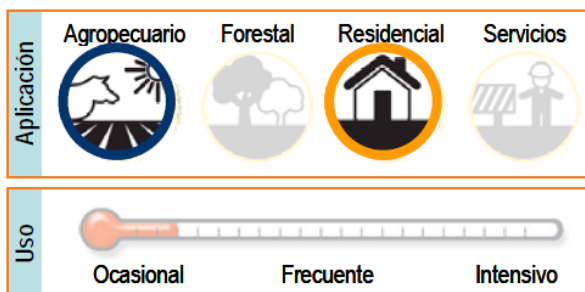 Aplicación
Agropecuario Forestal Residencial Servicios
Uso
Ocasional Frecuente Intensivo